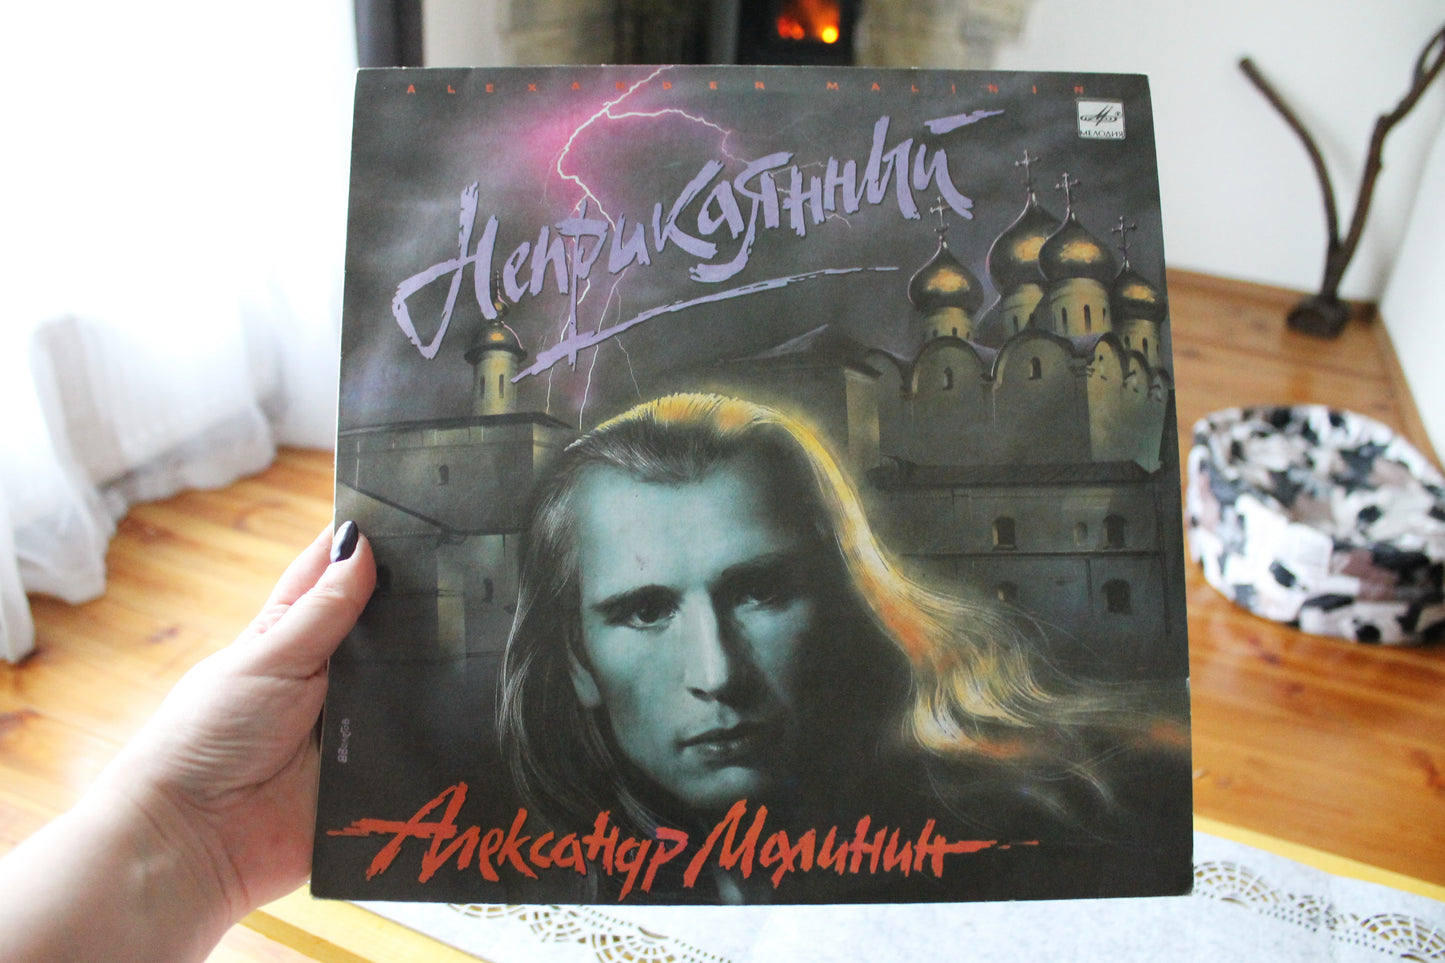 ALEXANDER MALININ
МЕЛОДИЯ
Неприкаянный
Александр Малинин